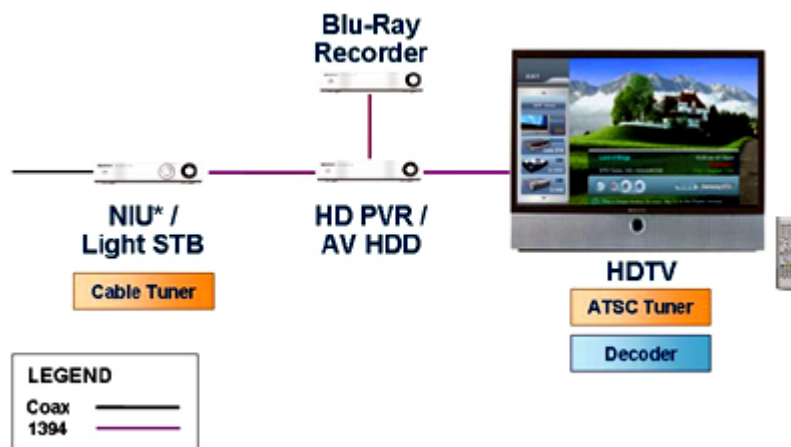 Blu-Ray
Recorder
NIU* /
Light STB
HD PVR /
AV HDD
HDTV
Cable Tuner
ATSC Tuner
Decoder
LEGEND
Coax
1394